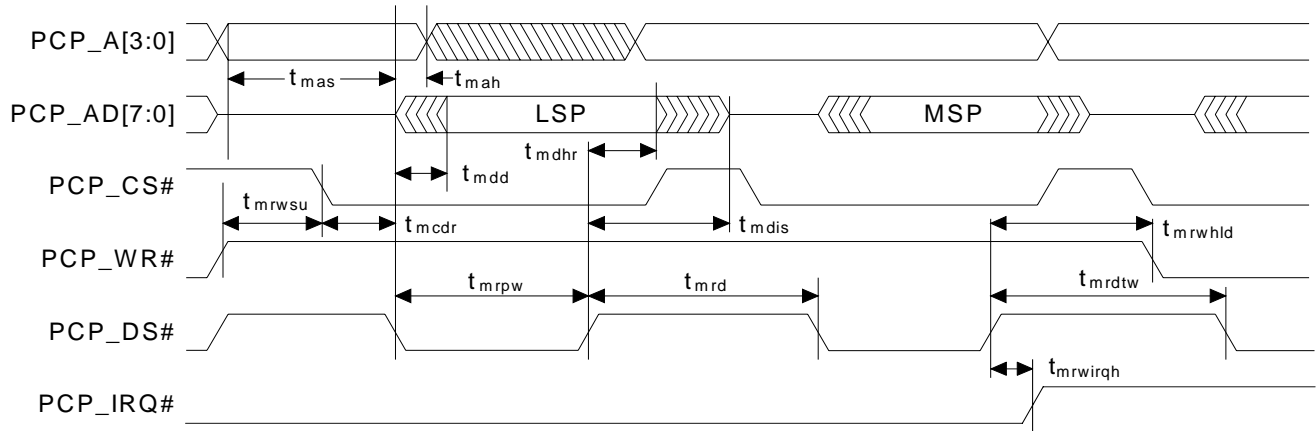 PCP_A[3:0]
t mas
t mah
PCP_AD[7:0]
LSP
MSP
t mdhr
t mdd
PCP_CS#
t mrwsu
t mcdr
t mdis
t mrwhld
PCP_WR#
t mrpw
t mrd
t mrdtw
PCP_DS#
t mrwirqh
PCP_IRQ#